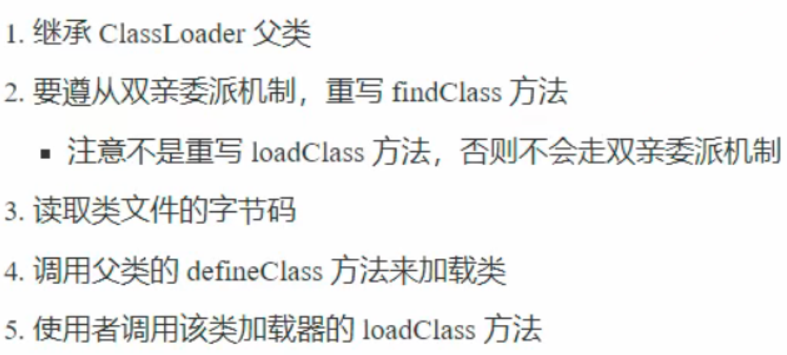 1. 继承 ClassLoader 父类
2. 要遵从双亲委派机制，重写 findClass 方法
▪ 注意不是重写 loadClass 方法，否则不会走双亲委派机制
3. 读取类文件的字节码
4. 调用父类的 defineClass 方法来加载类
5. 使用者调用该类加载器的 loadClass 方法